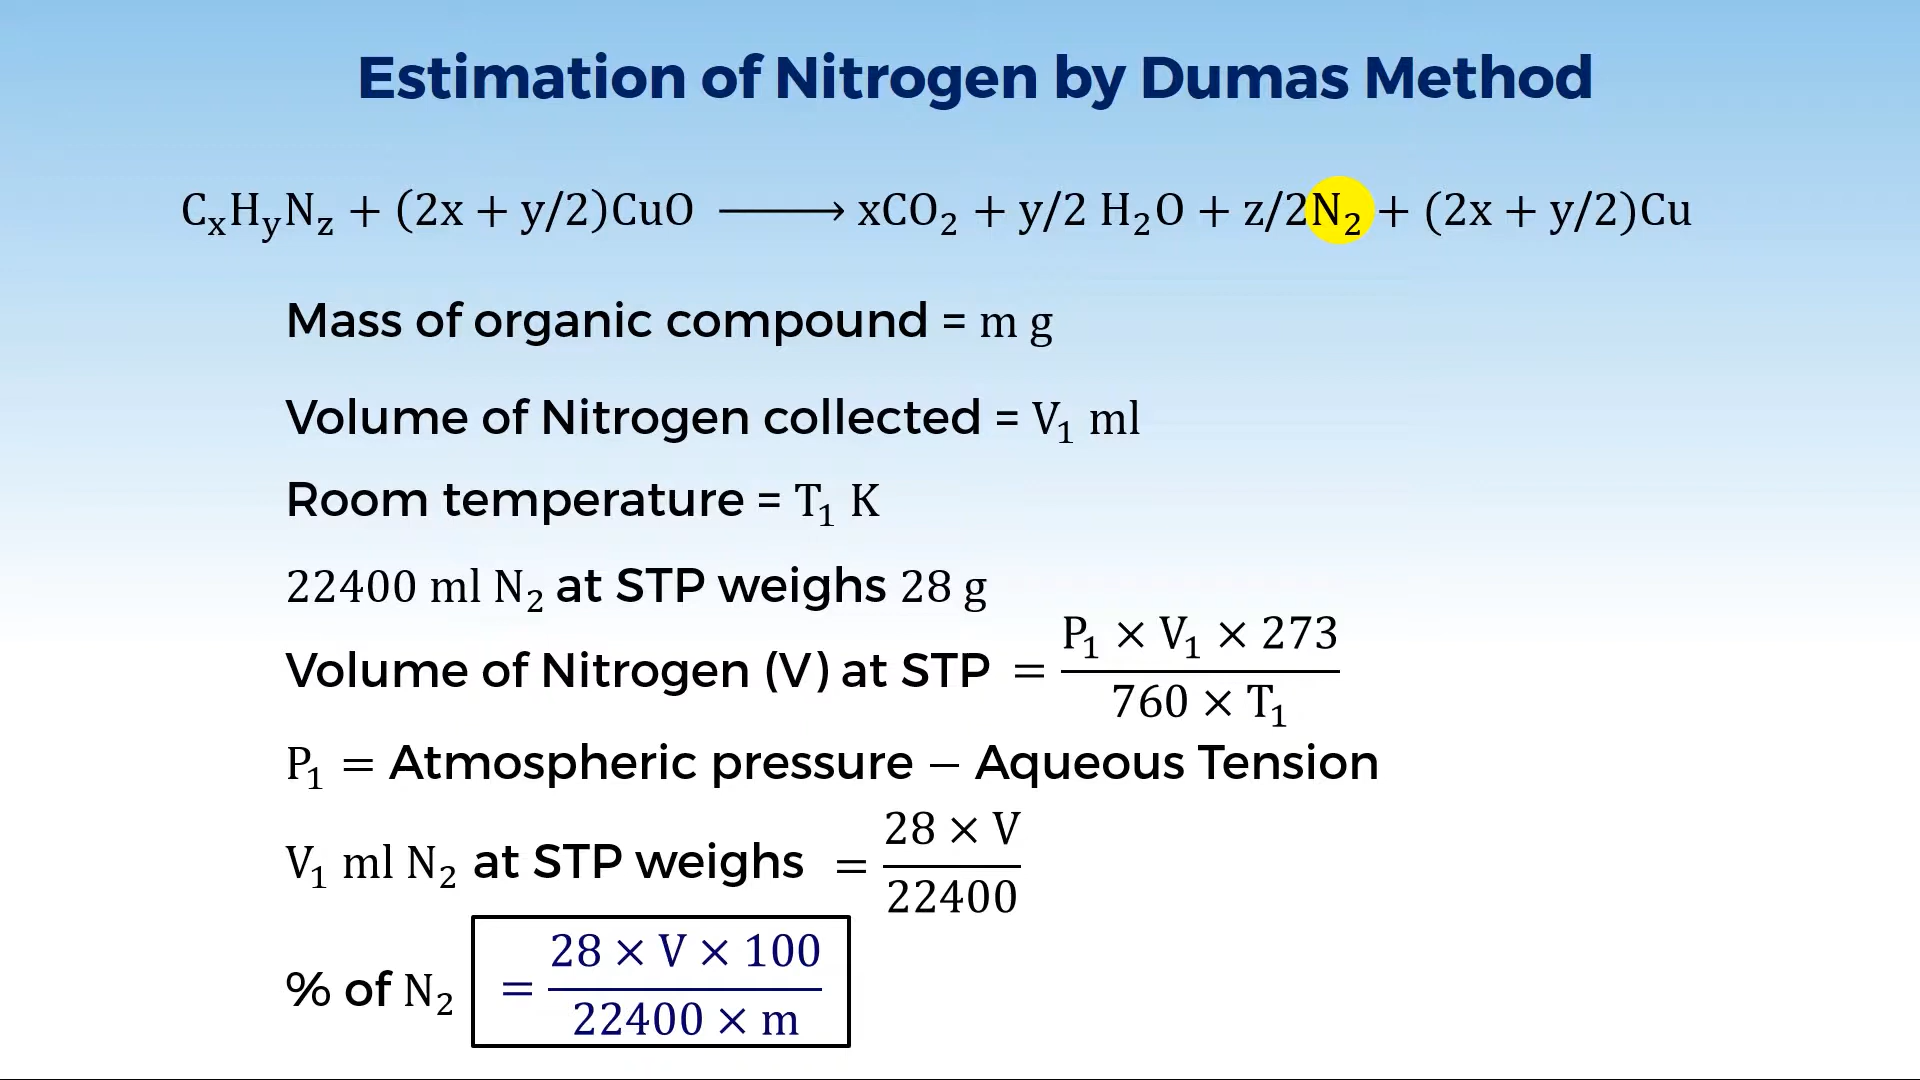 Estimation of Nitrogen by Dumas Method
CₓHᵧN_z + (2x + y/2)CuO ⟶ xCO₂ + y/2 H₂O + z/2N₂ + (2x + y/2)Cu
Mass of organic compound = m g
Volume of Nitrogen collected = V₁ ml
Room temperature = T₁ K
22400 ml N₂ at STP weighs 28 g
Volume of Nitrogen (V) at STP = P₁ × V₁ × 273 / 760 × T₁
P₁ = Atmospheric pressure − Aqueous Tension
V₁ ml N₂ at STP weighs = 28 × V / 22400
% of N₂ = 28 × V × 100 / 22400 × m